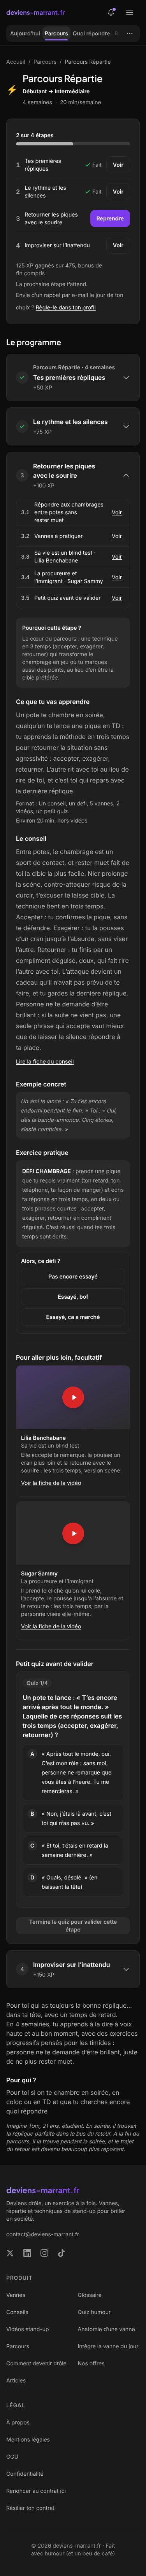 deviens-marrant.fr
Aujourd'hui Parcours Quoi répondre
Accueil / Parcours / Parcours Répartie
⚡ Parcours Répartie
Débutant → Intermédiaire
4 semaines · 20 min/semaine
2 sur 4 étapes
1 Tes premières répliques ✓ Fait Voir
2 Le rythme et les silences ✓ Fait Voir
3 Retourner les piques avec le sourire Reprendre
4 Improviser sur l'inattendu Voir
125 XP gagnés sur 475, bonus de
fin compris
La prochaine étape t'attend.
Envie d'un rappel par e-mail le jour de ton
choix ? Règle-le dans ton profil
Le programme
Parcours Répartie · 4 semaines
Tes premières répliques
+50 XP
Le rythme et les silences
+75 XP
3 Retourner les piques
avec le sourire
+100 XP
3.1 Répondre aux chambrages
entre potes sans
rester muet Voir
3.2 Vannes à pratiquer Voir
3.3 Sa vie est un blind test ·
Lilia Benchabane Voir
3.4 La procureure et
l'immigrant · Sugar Sammy Voir
3.5 Petit quiz avant de valider Voir
Pourquoi cette étape ?
Le cœur du parcours : une technique
en 3 temps (accepter, exagérer,
retourner) qui transforme le
chambrage en jeu où tu marques
aussi des points, au lieu d'en être la
cible préférée.
Ce que tu vas apprendre
Un pote te chambre en soirée,
quelqu'un te lance une pique en TD :
tu apprends la méthode en trois temps
pour retourner la situation sans
agressivité : accepter, exagérer,
retourner. L'autre rit avec toi au lieu de
rire de toi, et c'est toi qui repars avec
la dernière réplique.
Format : Un conseil, un défi, 5 vannes, 2
vidéos, un petit quiz.
Environ 20 min, hors vidéos
Le conseil
Entre potes, le chambrage est un
sport de contact, et rester muet fait de
toi la cible la plus facile. Nier prolonge
la scène, contre-attaquer risque de
trop chauffer, t'excuser te laisse collé. La
technique tient en trois temps.
Accepter : tu confirmes la pique, sans
te défendre. Exagérer : tu la pousses
d'un cran jusqu'à l'absurde, sans virer
à l'aute. Retourner : tu finis par un
compliment déguisé, doux, qui fait rire
l'autre avec toi. L'attaque devient un
cadeau qu'il n'avait pas prévu de te
faire, et tu gardes la dernière réplique.
Personne ne te demande d'être
brillant : si la suite ne vient pas, une
seule phrase qui accepte vaut mieux
que de laisser le silence répondre à
ta place.
Lire la fiche du conseil
Exemple concret
Un ami te lance : « Tu t'es encore
endormi pendant le film. » Toi : « Oui,
dès la bande-annonce. Cinq étoiles,
sieste comprise. »
Exercice pratique
DÉFI CHAMBRAGE : prends une pique
que tu reçois vraiment (ton retard, ton
téléphone, ta façon de manger) et écris
ta réponse en trois temps, en deux ou
trois phrases courtes : accepter,
exagérer, retourner en compliment
déguisé. C'est réussi quand tes trois
temps sont écrits.
Alors, ce défi ?
Pas encore essayé
Essayé, bof
Essayé, ça a marché
Pour aller plus loin, facultatif
Lilia Benchabane
Sa vie est un blind test
Elle accepte la remarque, la pousse un
cran plus loin et la retourne avec le
sourire : les trois temps, version scène.
Voir la fiche de la vidéo
Sugar Sammy
La procureure et l'immigrant
Il prend le cliché qu'on lui colle,
l'accepte, le pousse jusqu'à l'absurde et
le retourne : les trois temps, par la
personne visée elle-même.
Voir la fiche de la vidéo
Petit quiz avant de valider
Quiz 1/4
Un pote te lance : « T'es encore
arrivé après tout le monde. »
Laquelle de ces réponses suit les
trois temps (accepter, exagérer,
retourner) ?
A « Après tout le monde, oui.
C'est mon rôle : sans moi,
personne ne remarque que
vous êtes à l'heure. Tu me
remercieras. »
B « Non, j'étais là avant, c'est
toi qui n'as pas vu. »
C « Et toi, t'étais en retard la
semaine dernière. »
D « Ouais, désolé. » (en
baissant la tête)
Termine le quiz pour valider cette
étape
4 Improviser sur l'inattendu
+150 XP
Pour toi qui as toujours la bonne réplique…
dans ta tête, avec un temps de retard.
En 4 semaines, tu apprends à la dire à voix
haute et au bon moment, avec des exercices
progressifs pensés pour les timides :
personne ne te demande d'être brillant, juste
de ne plus rester muet.
Pour qui ?
Pour toi si on te chambre en soirée, en
coloc ou en TD et que tu cherches encore
quoi répondre
Imagine Tom, 21 ans, étudiant. En soirée, il trouvait
la réplique parfaite dans le bus du retour. À la fin du
parcours, il la trouve pendant la soirée, et le trajet
du retour est devenu beaucoup plus reposant.
deviens-marrant.fr
Deviens drôle, un exercice à la fois. Vannes,
répartie et techniques de stand-up pour briller
en société.
contact@deviens-marrant.fr
PRODUIT
Vannes Glossaire
Conseils Quiz humour
Vidéos stand-up Anatomie d'une vanne
Parcours Intègre la vanne du jour
Comment devenir drôle Nos offres
Articles
LÉGAL
À propos
Mentions légales
CGU
Confidentialité
Renoncer au contrat ici
Résilier ton contrat
© 2026 deviens-marrant.fr · Fait
avec humour (et un peu de café)